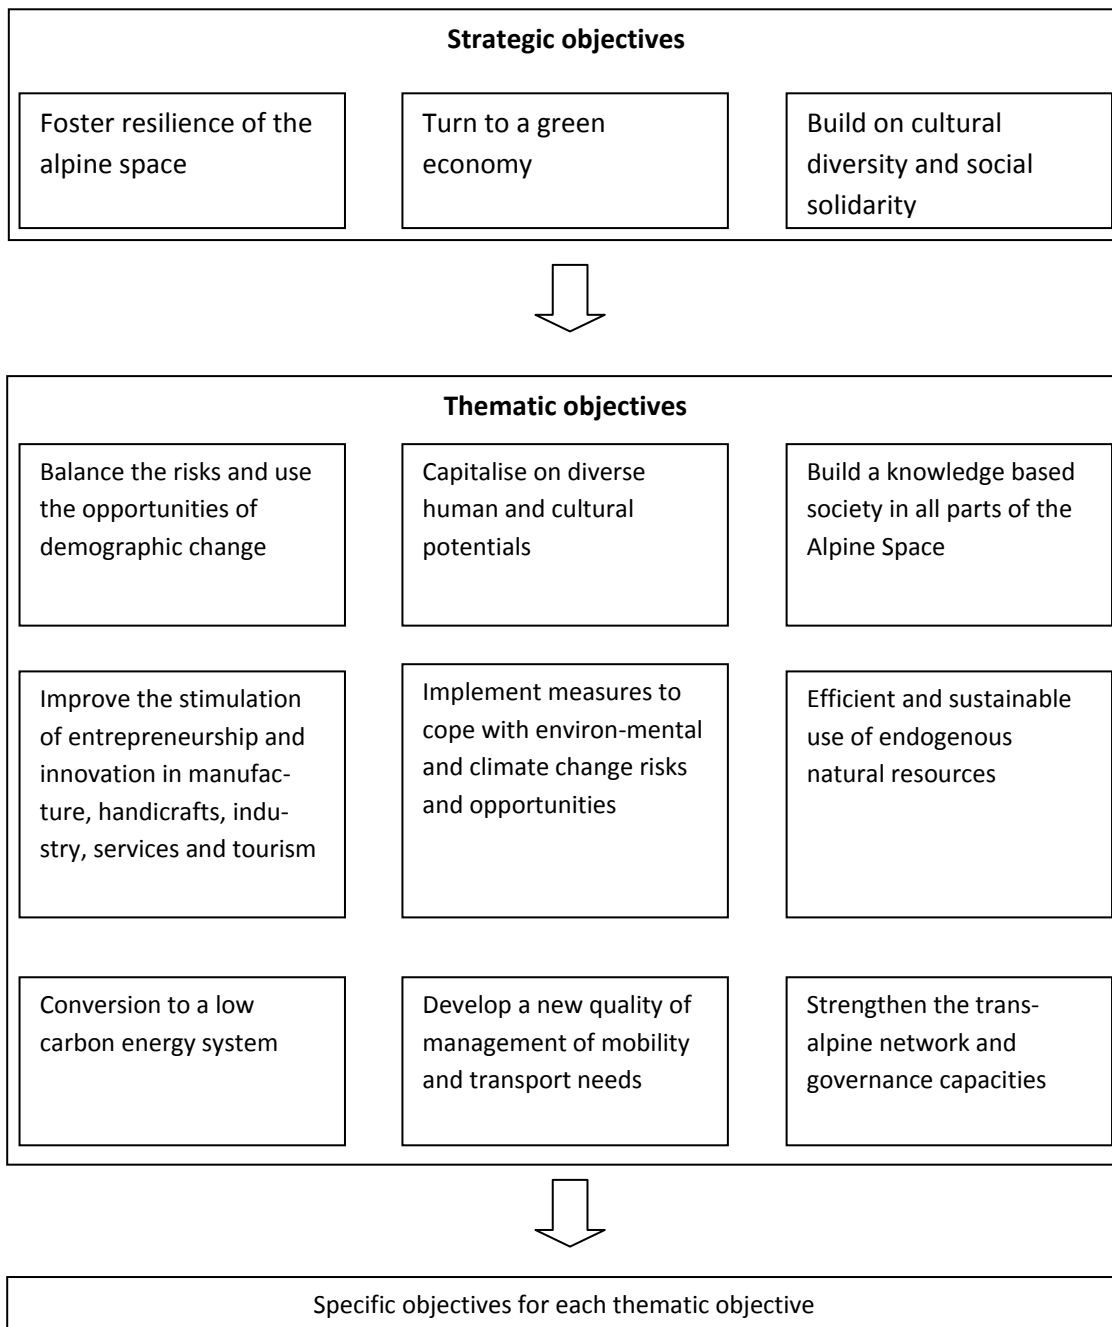 Strategic objectives
Foster resilience of the
alpine space
Turn to a green
economy
Build on cultural
diversity and social
solidarity
Thematic objectives
Balance the risks and use
the opportunities of
demographic change
Capitalise on diverse
human and cultural
potentials
Build a knowledge based
society in all parts of the
Alpine Space
Improve the stimulation
of entrepreneurship and
innovation in manufac-
ture, handicrafts, indu-
stry, services and tourism
Implement measures to
cope with environ-mental
and climate change risks
and opportunities
Efficient and sustainable
use of endogenous
natural resources
Conversion to a low
carbon energy system
Develop a new quality of
management of mobility
and transport needs
Strengthen the trans-
alpine network and
governance capacities
Specific objectives for each thematic objective